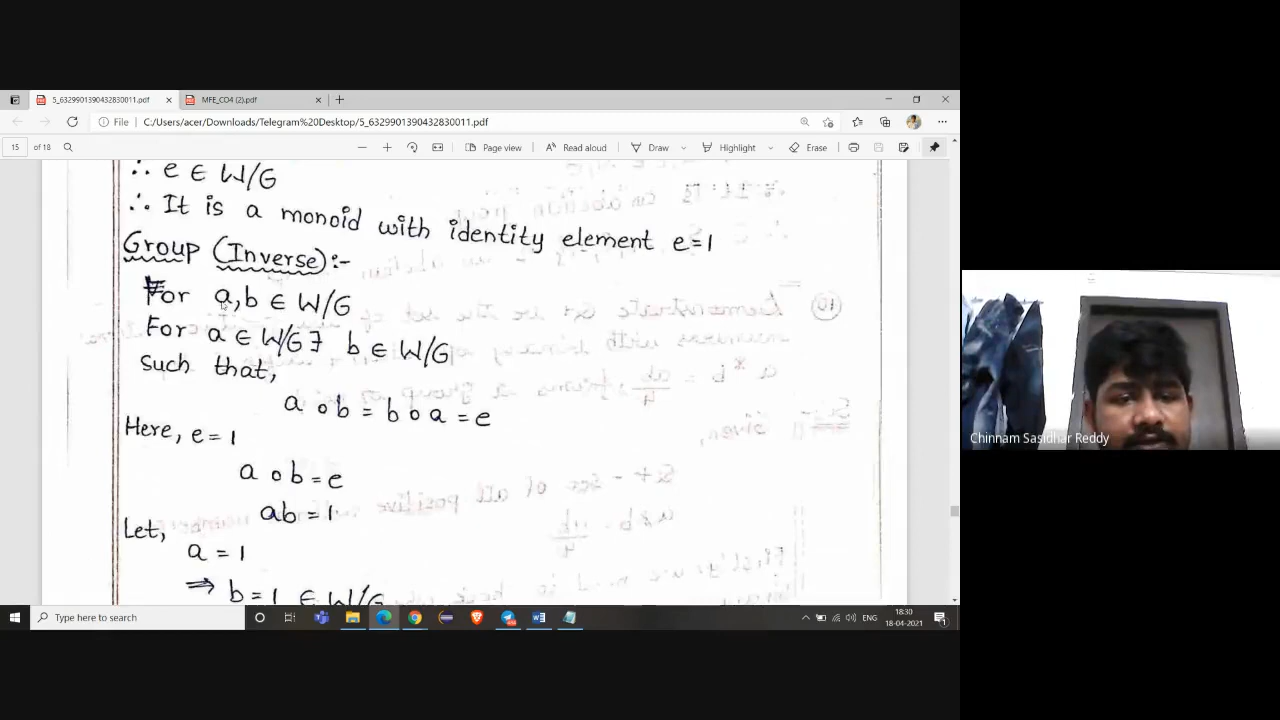 5_6329901390432830011.pdf
MFE_CO4 (2).pdf
File
C:/Users/acer/Downloads/Telegram%20Desktop/5_6329901390432830011.pdf
15 of 18
Page view
Read aloud
Draw
Highlight
Erase
∴ e ∈ W/G
∴ It is a monoid with identity element e=1
Group (Inverse):-
For a,b ∈ W/G
For a ∈ W/G ∃ b ∈ W/G
such that,
a o b = b o a = e
Here, e = 1
a o b = e
ab = 1
Let,
a = 1
⇒ b = 1 ∈ W/G
Chinnam Sasidhar Reddy
Type here to search
ENG
18:30
18-04-2021